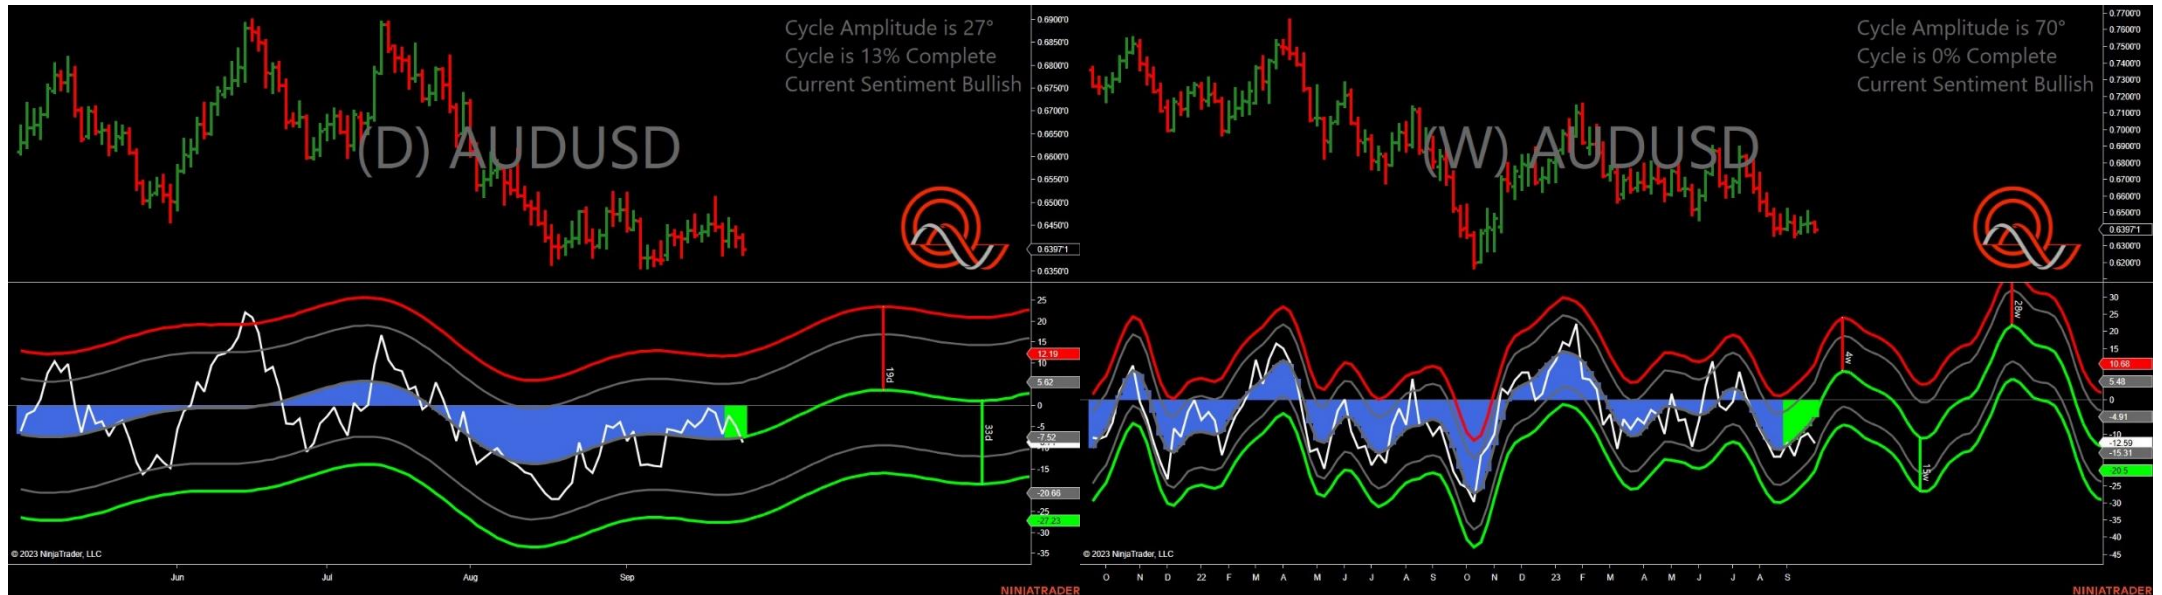 Cycle Amplitude is 27°
Cycle is 13% Complete
Current Sentiment Bullish
(D) AUDUSD
0.6900'0
0.6850'0
0.6800'0
0.6750'0
0.6700'0
0.6650'0
0.6600'0
0.6550'0
0.6500'0
0.6450'0
0.6397'1
0.6350'0
25
20
15
12.19
10
5.62
0
-5
-7.52
-15
-20.66
-25
-27.23
-30
-35
19d
33d
© 2023 NinjaTrader, LLC
Jun
Jul
Aug
Sep
NINJATRADER
Cycle Amplitude is 70°
Cycle is 0% Complete
Current Sentiment Bullish
(W) AUDUSD
0.7700'0
0.7600'0
0.7500'0
0.7400'0
0.7300'0
0.7200'0
0.7100'0
0.7000'0
0.6900'0
0.6800'0
0.6700'0
0.6600'0
0.6500'0
0.6397'1
0.6300'0
0.6200'0
30
25
20
15
10.68
5.48
0
-4.91
-10
-12.59
-15.31
-20.5
-25
-30
-35
-40
-45
4w
15w
28w
© 2023 NinjaTrader, LLC
O N D 22 F M A M J J A S O N D 23 F M A M J J A S
NINJATRADER